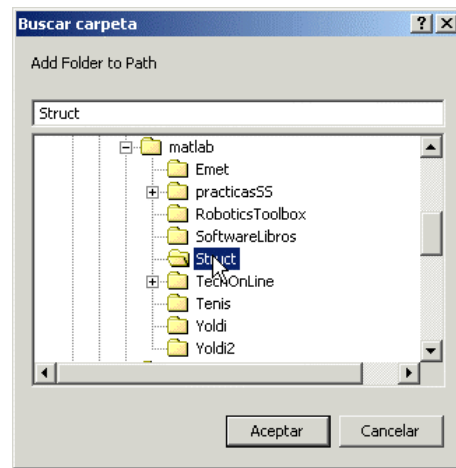 Buscar carpeta
Add Folder to Path
Struct
matlab
Emet
practicasSS
RoboticsToolbox
SoftwareLibros
Struct
TechOnLine
Tenis
Yoldi
Yoldi2
Aceptar Cancelar